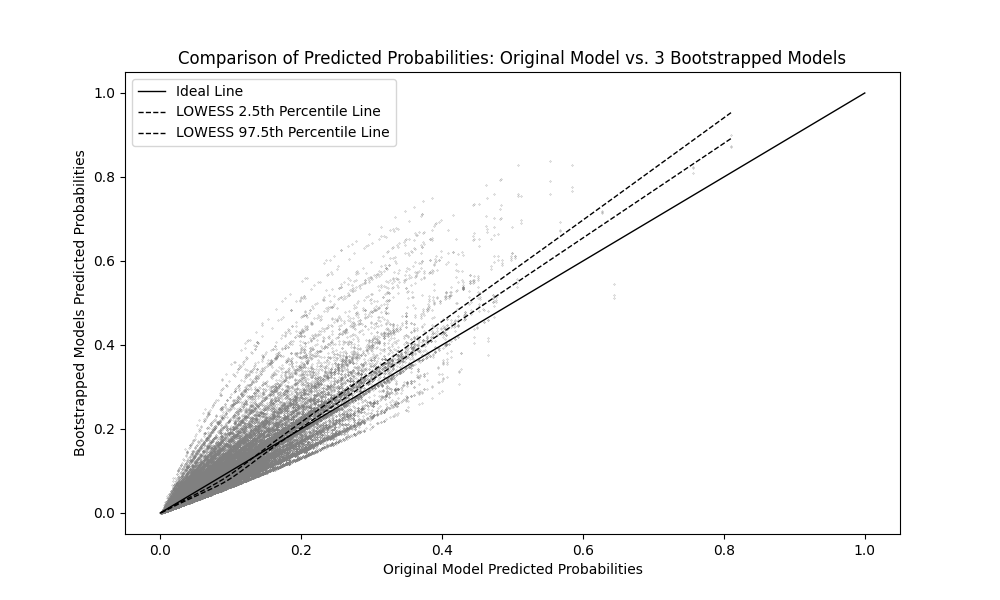 Comparison of Predicted Probabilities: Original Model vs. 3 Bootstrapped Models
Ideal Line
LOWESS 2.5th Percentile Line
LOWESS 97.5th Percentile Line
Bootstrapped Models Predicted Probabilities
1.0
0.8
0.6
0.4
0.2
0.0
0.0 0.2 0.4 0.6 0.8 1.0
Original Model Predicted Probabilities